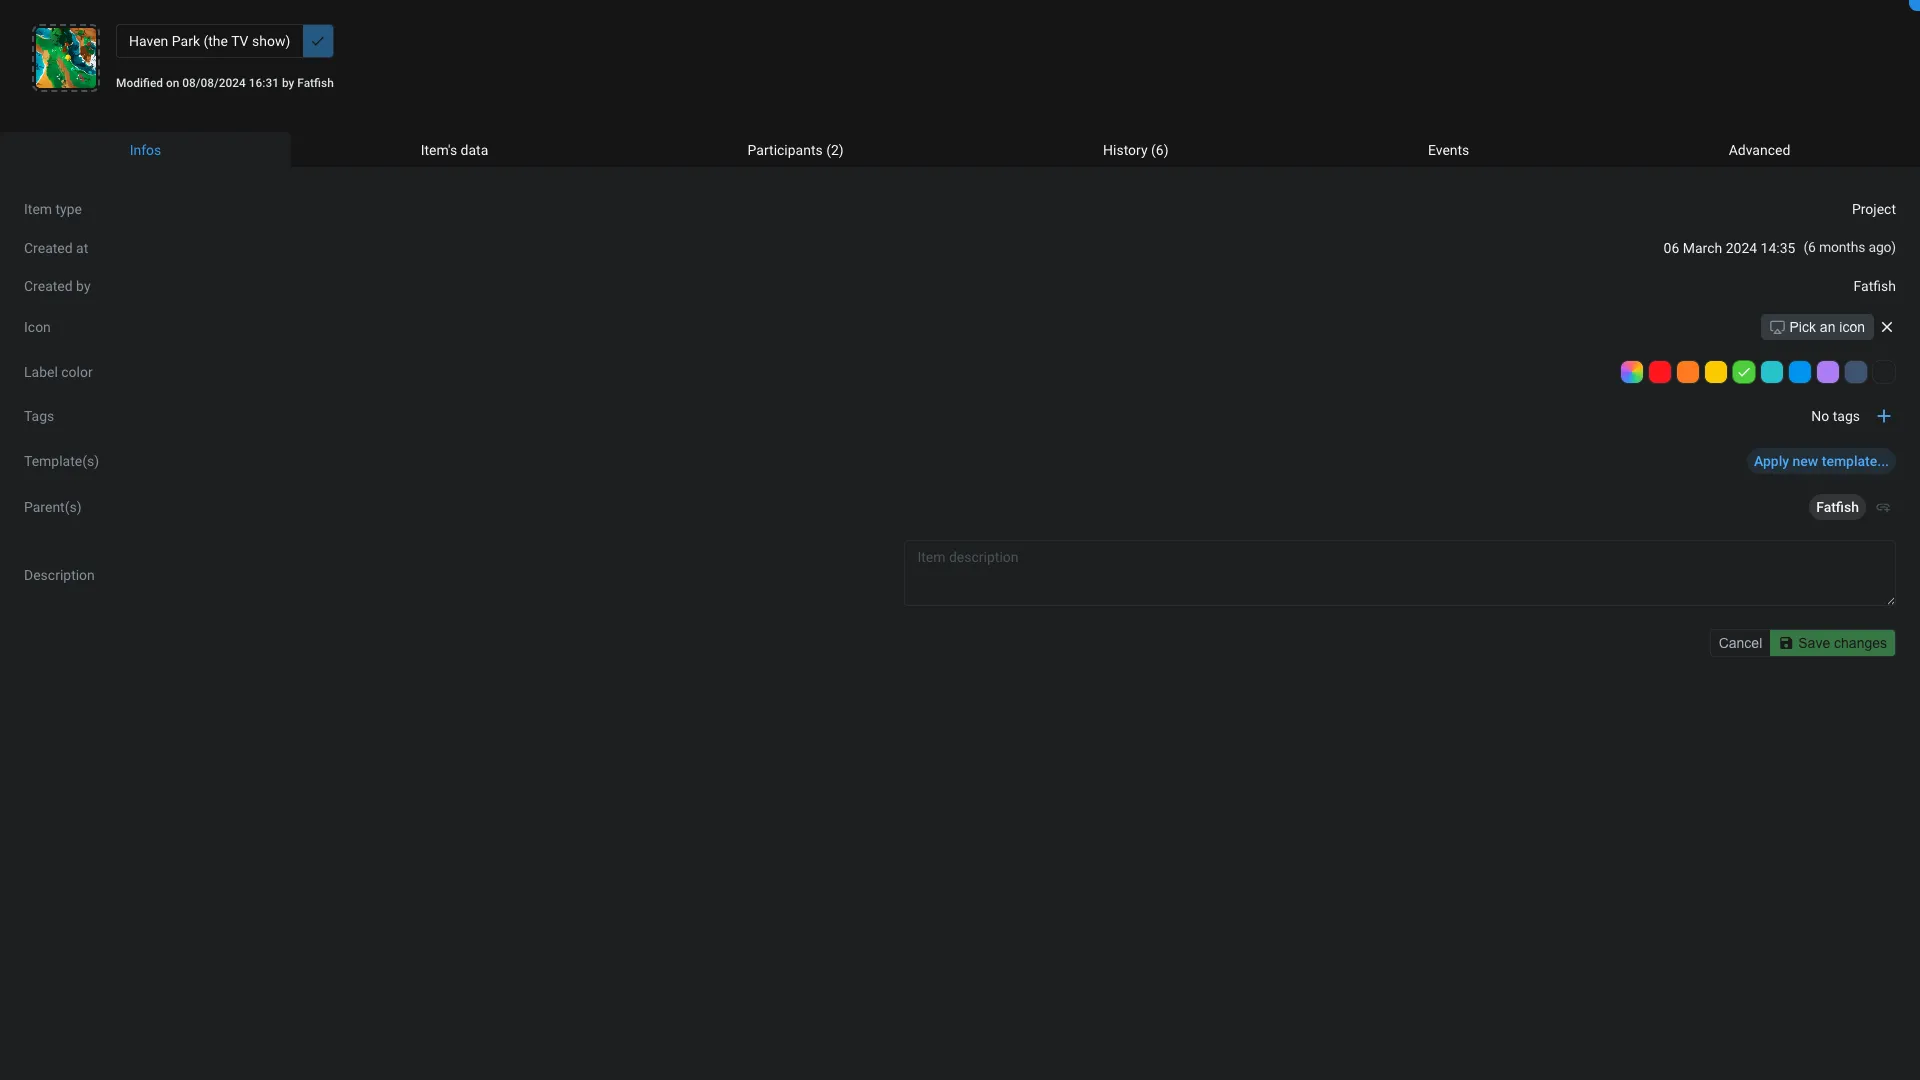 Haven Park (the TV show)
Modified on 08/08/2024 16:31 by Fatfish
Infos Item's data Participants (2) History (6) Events Advanced
Item type Project
Created at 06 March 2024 14:35 (6 months ago)
Created by Fatfish
Icon Pick an icon
Label color
Tags No tags
Template(s) Apply new template...
Parent(s) Fatfish
Item description
Description
Cancel Save changes